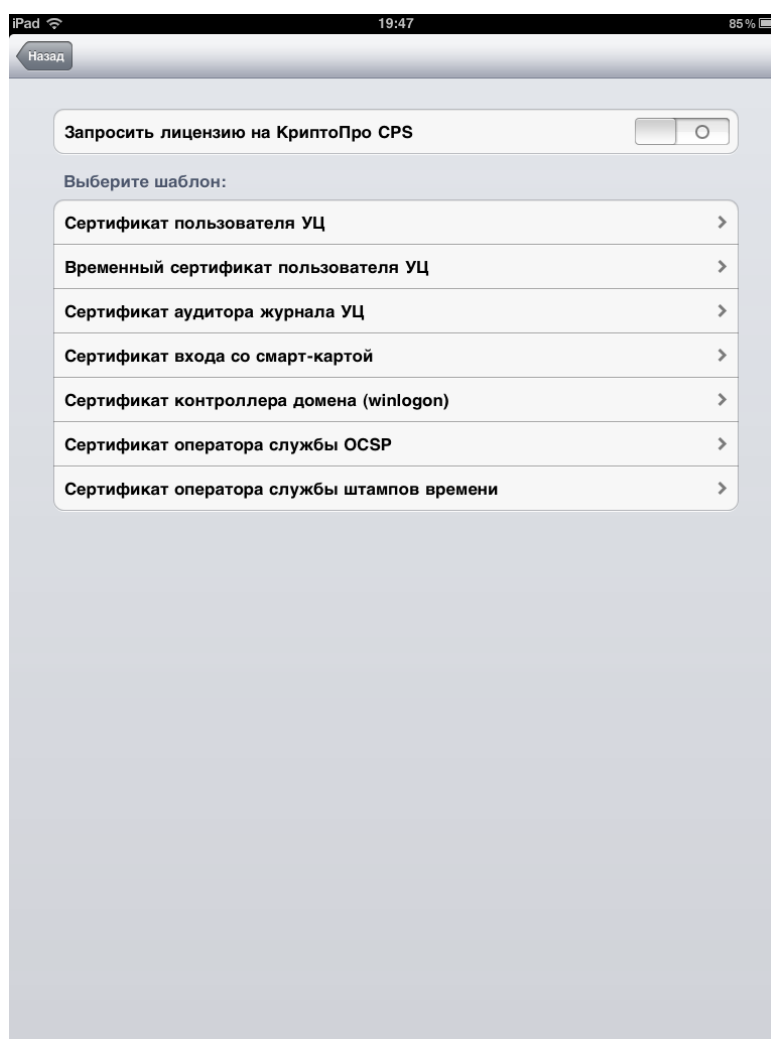 iPad 19:47 85%
Назад
Запросить лицензию на КриптоПро CPS
Выберите шаблон:
Сертификат пользователя УЦ
Временный сертификат пользователя УЦ
Сертификат аудитора журнала УЦ
Сертификат входа со смарт-картой
Сертификат контроллера домена (winlogon)
Сертификат оператора службы OCSP
Сертификат оператора службы штампов времени